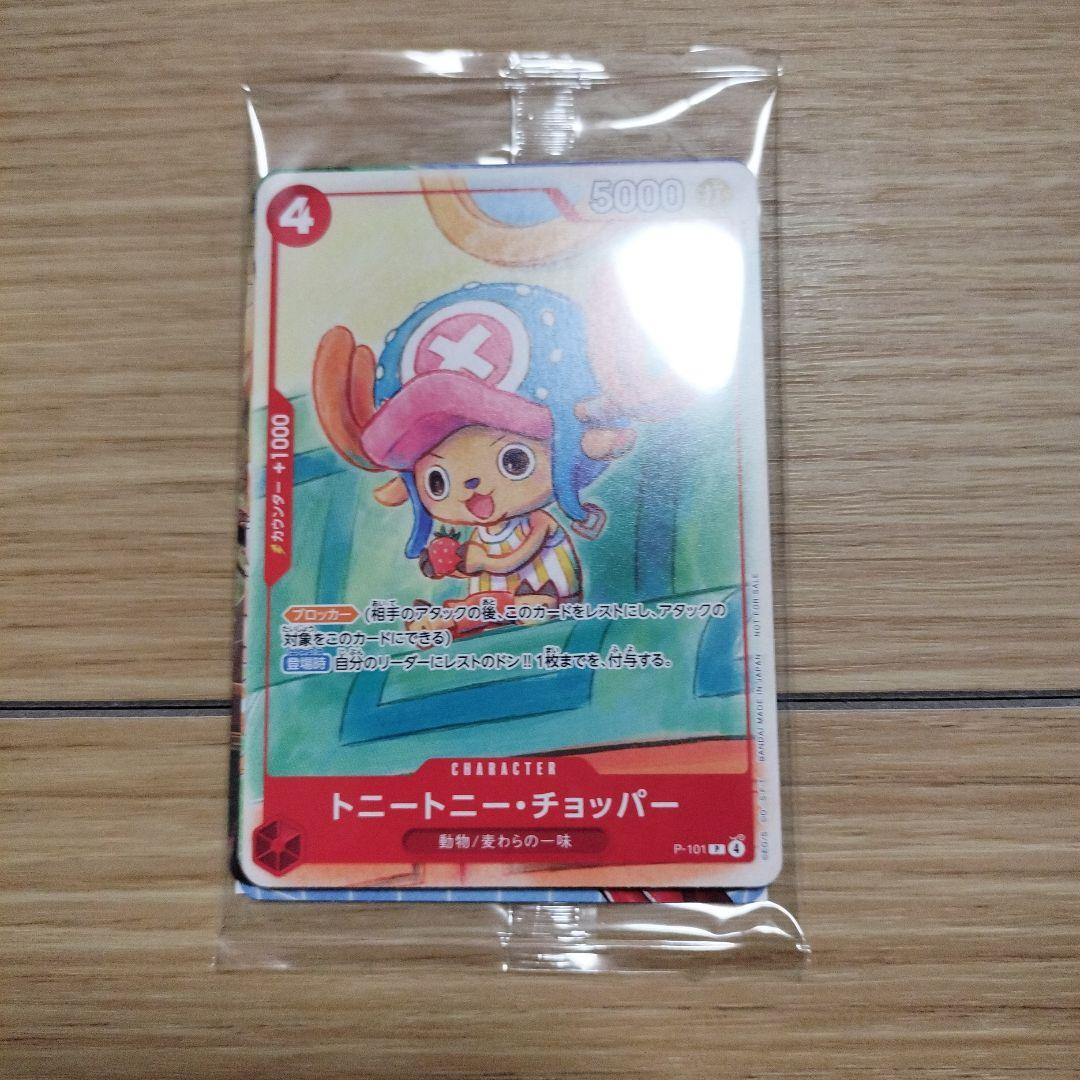 4
5000
カウンター +1000
ブロッカー (相手のアタックの後、このカードをレストにし、アタックの
対象をこのカードにできる)
登場時 自分のリーダーにレストのドン!! 1枚までを、付与する。
CHARACTER
トニートニー・チョッパー
動物/麦わらの一味
P-101 P 4
BANDAI MADE IN JAPAN NOT FOR SALE